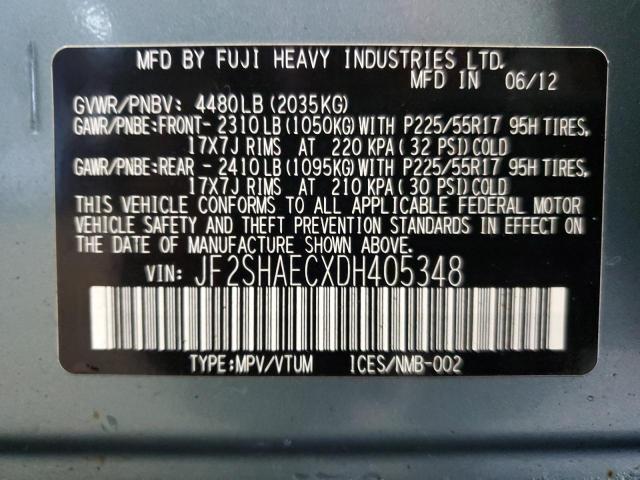 MFD BY FUJI HEAVY INDUSTRIES LTD.
MFD IN 06/12
GVWR/PNBV: 4480LB (2035KG)
GAWR/PNBE:FRONT- 2310LB (1050KG) WITH P225/55R17 95H TIRES,
17X7J RIMS AT 220 KPA (32 PSI) COLD
GAWR/PNBE:REAR - 2410LB (1095KG) WITH P225/55R17 95H TIRES,
17X7J RIMS AT 210 KPA (30 PSI) COLD
THIS VEHICLE CONFORMS TO ALL APPLICABLE FEDERAL MOTOR
VEHICLE SAFETY AND THEFT PREVENTION STANDARDS IN EFFECT ON
THE DATE OF MANUFACTURE SHOWN ABOVE.
VIN: JF2SHAECXDH405348
TYPE:MPV/VTUM ICES/NMB-002